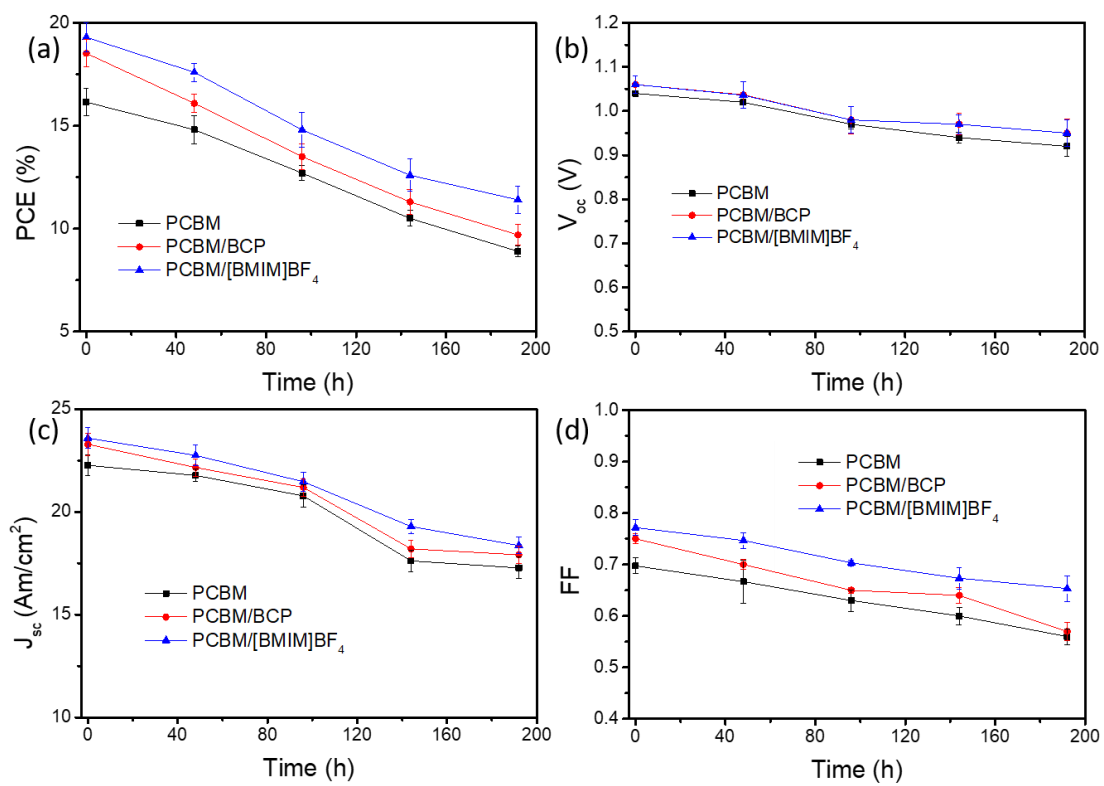 (a)
PCE (%)
20
15
10
5
PCBM
PCBM/BCP
PCBM/[BMIM]BF4
0 40 80 120 160 200
Time (h)
(b)
Voc (V)
1.2
1.1
1.0
0.9
0.8
0.7
0.6
0.5
PCBM
PCBM/BCP
PCBM/[BMIM]BF4
0 40 80 120 160 200
Time (h)
(c)
Jsc (Am/cm2)
25
20
15
10
PCBM
PCBM/BCP
PCBM/[BMIM]BF4
0 40 80 120 160 200
Time (h)
(d)
FF
1.0
0.9
0.8
0.7
0.6
0.5
0.4
PCBM
PCBM/BCP
PCBM/[BMIM]BF4
0 40 80 120 160 200
Time (h)